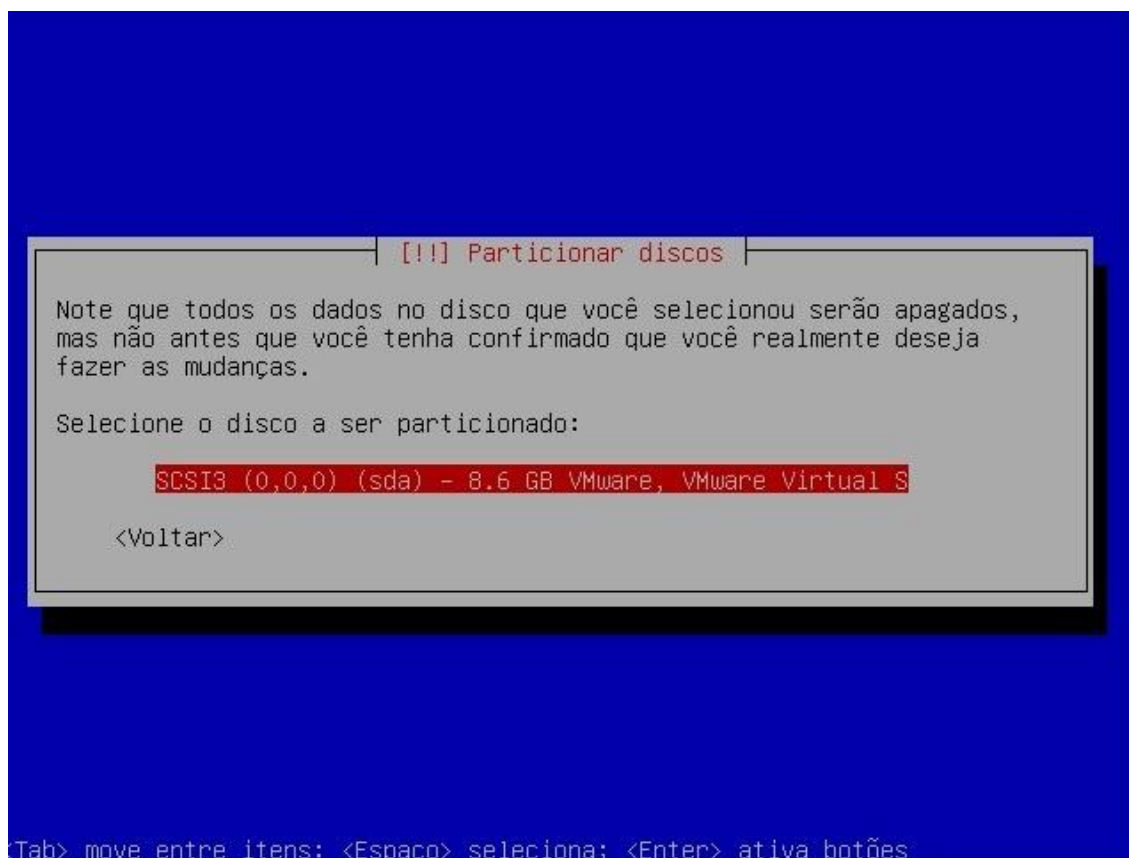 [!!] Particionar discos
Note que todos os dados no disco que você selecionou serão apagados,
mas não antes que você tenha confirmado que você realmente deseja
fazer as mudanças.
Selecione o disco a ser particionado:
SCSI3 (0,0,0) (sda) - 8.6 GB VMware, VMware Virtual S
<Voltar>
<Tab> move entre itens; <Espaço> seleciona; <Enter> ativa botões